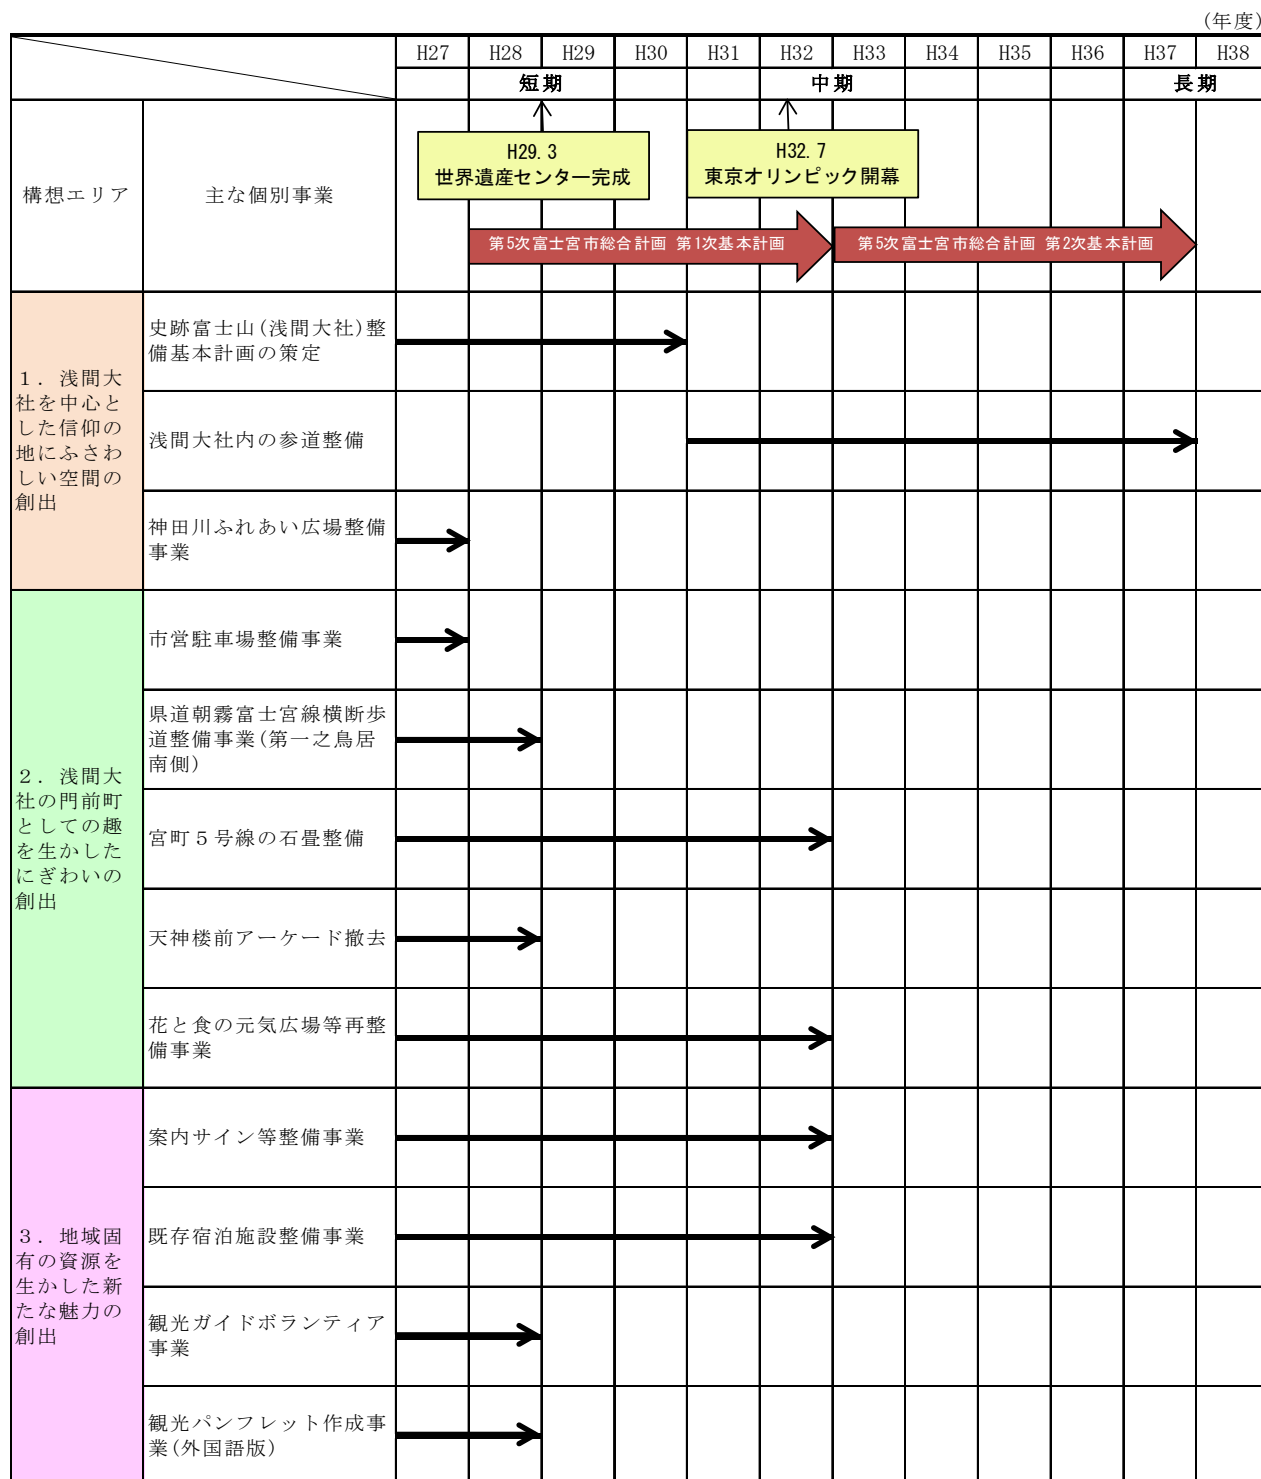 (年度)
H27 H28 H29 H30 H31 H32 H33 H34 H35 H36 H37 H38
短期 中期 長期
構想エリア
主な個別事業
H29.3
世界遺産センター完成
H32.7
東京オリンピック開幕
第5次富士宮市総合計画 第1次基本計画
第5次富士宮市総合計画 第2次基本計画
1．浅間大
社を中心と
した信仰の
地にふさわ
しい空間の
創出
史跡富士山(浅間大社)整
備基本計画の策定
浅間大社内の参道整備
神田川ふれあい広場整備
事業
2．浅間大
社の門前町
としての趣
を生かした
にぎわいの
創出
市営駐車場整備事業
県道朝霧富士宮線横断歩
道整備事業(第一之鳥居
南側)
宮町５号線の石畳整備
天神楼前アーケード撤去
花と食の元気広場等再整
備事業
3．地域固
有の資源を
生かした新
たな魅力の
創出
案内サイン等整備事業
既存宿泊施設整備事業
観光ガイドボランティア
事業
観光パンフレット作成事
業(外国語版)